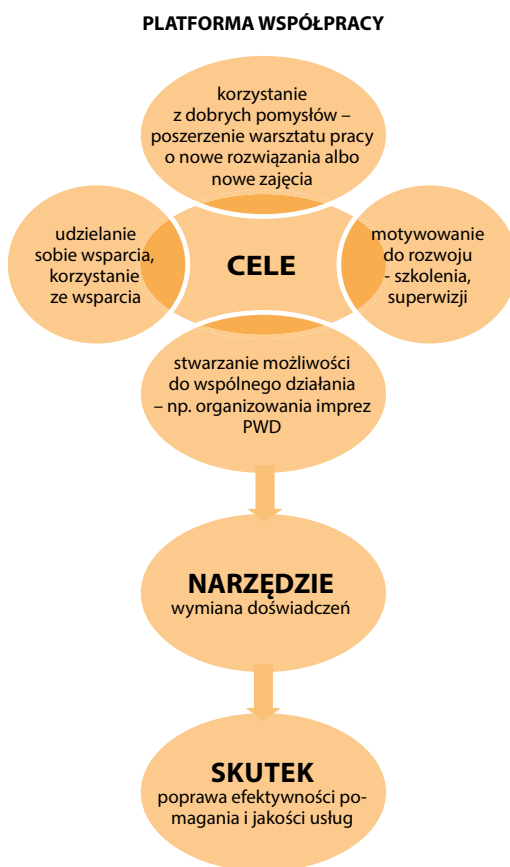 PLATFORMA WSPÓŁPRACY
korzystanie
z dobrych pomysłów –
poszerzenie warsztatu pracy
o nowe rozwiązania albo
nowe zajęcia
udzielanie
sobie wsparcia,
korzystanie
ze wsparcia
CELE
motywowanie
do rozwoju
- szkolenia,
superwizji
stwarzanie możliwości
do wspólnego działania
– np. organizowania imprez
PWD
NARZĘDZIE
wymiana doświadczeń
SKUTEK
poprawa efektywności po-
magania i jakości usług